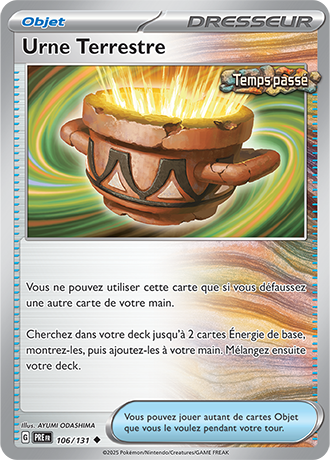 Objet
DRESSEUR
Urne Terrestre
Temps passé
Vous ne pouvez utiliser cette carte que si vous défaussez
une autre carte de votre main.
Cherchez dans votre deck jusqu'à 2 cartes Énergie de base,
montrez-les, puis ajoutez-les à votre main. Mélangez ensuite
votre deck.
Illus. AYUMI ODASHIMA
G PRE FR 106/131
Vous pouvez jouer autant de cartes Objet
que vous le voulez pendant votre tour.
©2025 Pokémon/Nintendo/Creatures/GAME FREAK